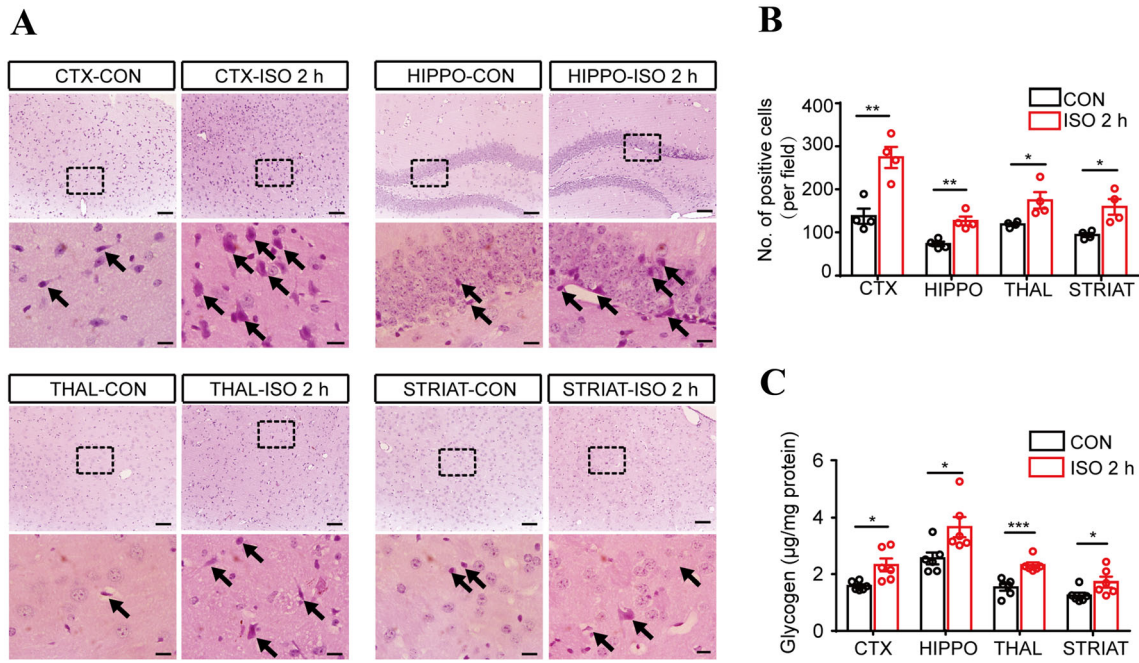 A
CTX-CON
CTX-ISO 2 h
HIPPO-CON
HIPPO-ISO 2 h
THAL-CON
THAL-ISO 2 h
STRIAT-CON
STRIAT-ISO 2 h
B
CON
ISO 2 h
No. of positive cells
(per field)
400
300
200
100
0
**
**
*
*
CTX
HIPPO
THAL
STRIAT
C
CON
ISO 2 h
Glycogen (μg/mg protein)
6
4
2
0
*
*
***
*
CTX
HIPPO
THAL
STRIAT